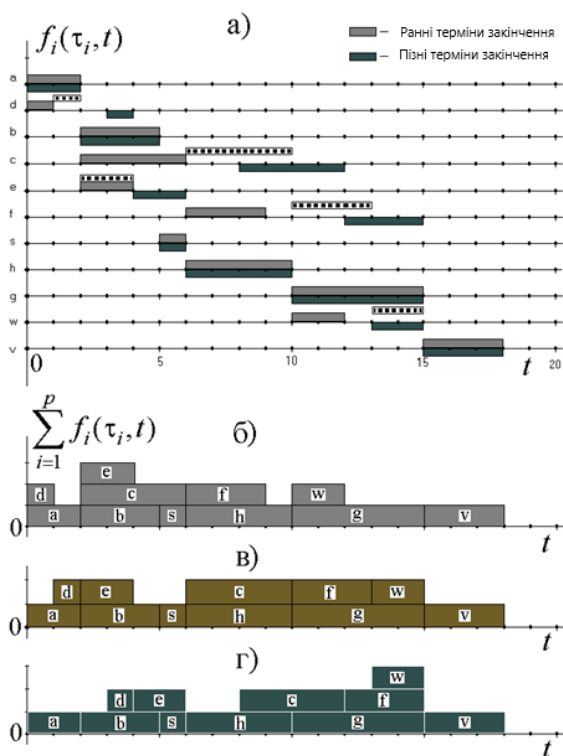 fᵢ(τᵢ,t)
а)
– Ранні терміни закінчення
– Пізні терміни закінчення
a
d
b
c
e
f
s
h
g
w
v
0 5 10 15 20
t
∑ᵖᵢ₌₁ fᵢ(τᵢ,t)
б)
e
d c f w
0 a b s h g v
t
в)
d e c f w
0 a b s h g v
t
г)
w
d e c f
0 a b s h g v
t